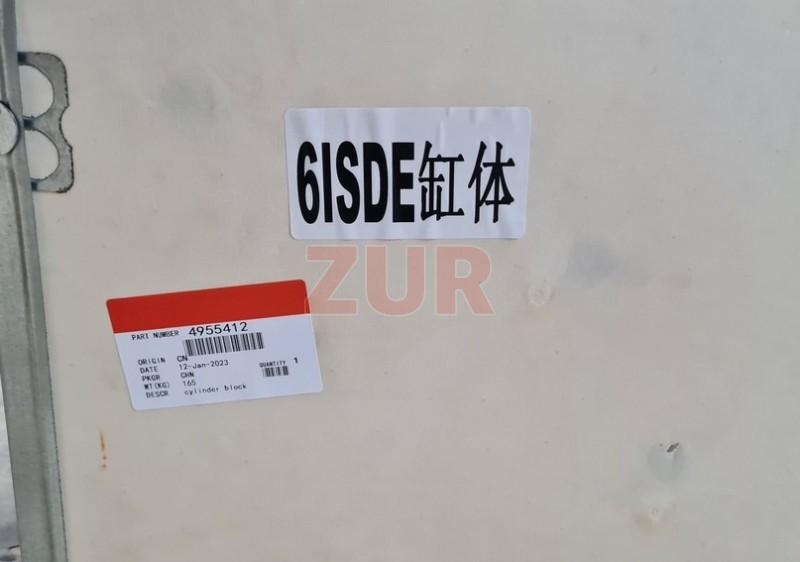 6ISDE缸体
ZUR
PART NUMBER 4955412
ORIGIN CN
DATE 12-Jan-2023
PKGR CHN
QUANTITY 1
WT(KG) 165
DESCR cylinder block